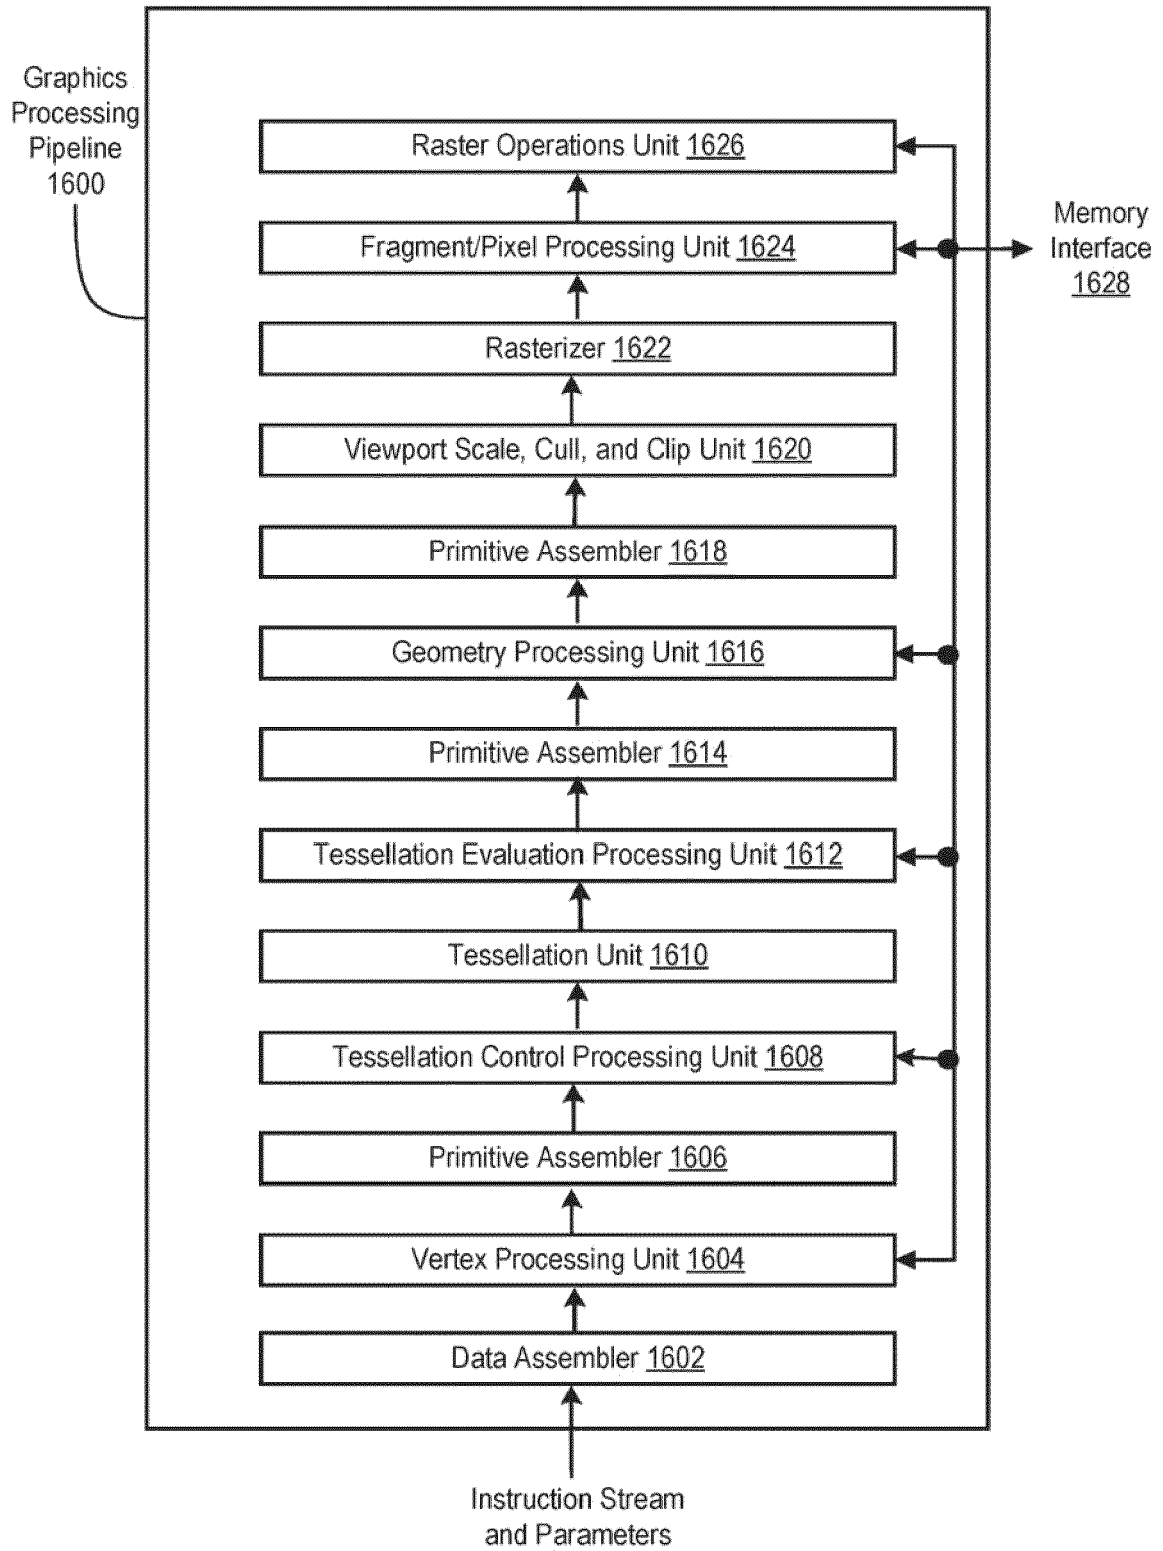 Graphics
Processing
Pipeline
1600
Raster Operations Unit 1626
Fragment/Pixel Processing Unit 1624
Memory
Interface
1628
Rasterizer 1622
Viewport Scale, Cull, and Clip Unit 1620
Primitive Assembler 1618
Geometry Processing Unit 1616
Primitive Assembler 1614
Tessellation Evaluation Processing Unit 1612
Tessellation Unit 1610
Tessellation Control Processing Unit 1608
Primitive Assembler 1606
Vertex Processing Unit 1604
Data Assembler 1602
Instruction Stream
and Parameters